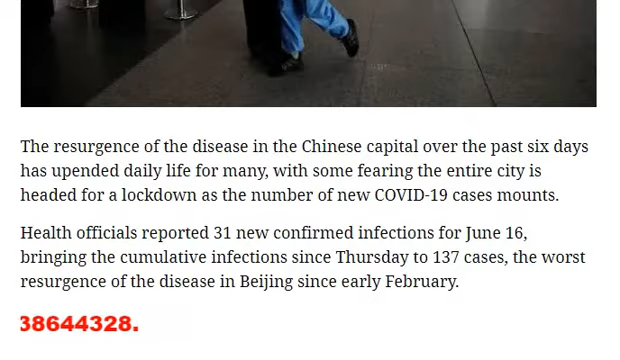 The resurgence of the disease in the Chinese capital over the past six days
has upended daily life for many, with some fearing the entire city is
headed for a lockdown as the number of new COVID-19 cases mounts.
Health officials reported 31 new confirmed infections for June 16,
bringing the cumulative infections since Thursday to 137 cases, the worst
resurgence of the disease in Beijing since early February.
38644328.